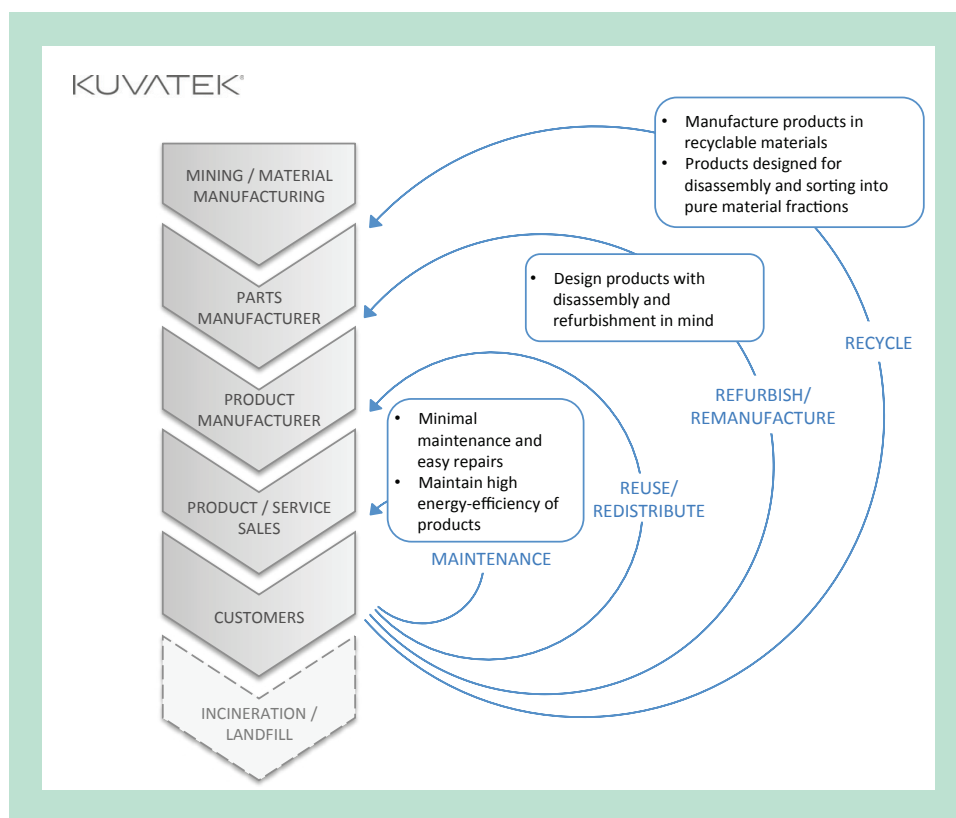 KUVATEK®
• Manufacture products in
recyclable materials
• Products designed for
disassembly and sorting into
pure material fractions
MINING / MATERIAL
MANUFACTURING
• Design products with
disassembly and
refurbishment in mind
PARTS
MANUFACTURER
RECYCLE
REFURBISH/
REMANUFACTURE
PRODUCT
MANUFACTURER
• Minimal
maintenance and
easy repairs
• Maintain high
energy-efficiency of
products
REUSE/
REDISTRIBUTE
PRODUCT / SERVICE
SALES
MAINTENANCE
CUSTOMERS
INCINERATION /
LANDFILL